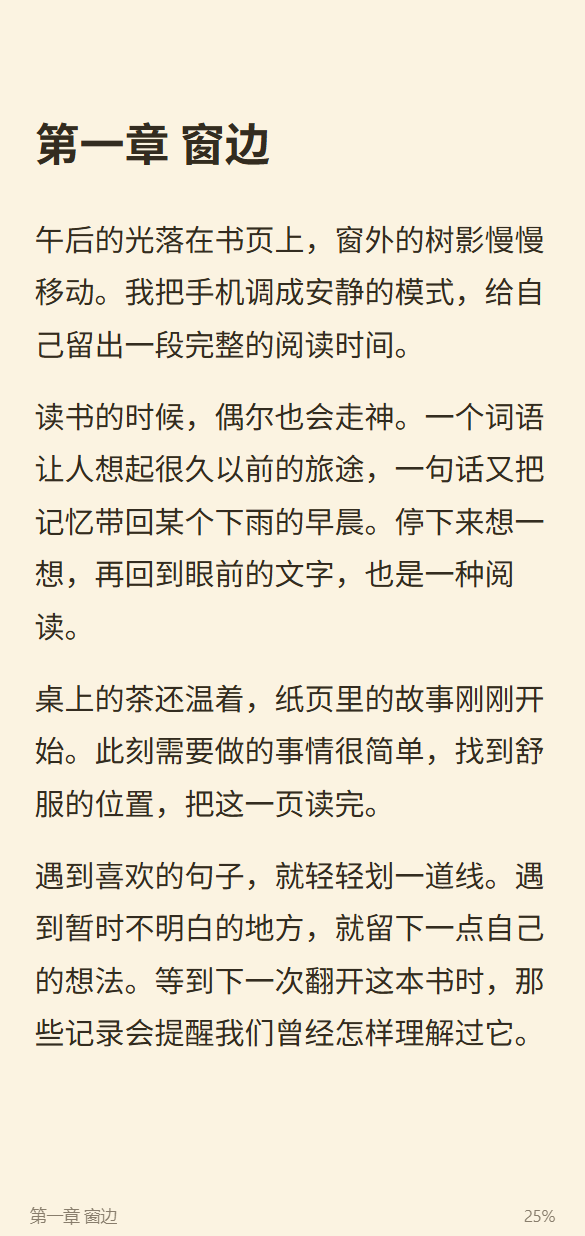 第一章 窗边
午后的光落在书页上，窗外的树影慢慢
移动。我把手机调成安静的模式，给自
己留出一段完整的阅读时间。
读书的时候，偶尔也会走神。一个词语
让人想起很久以前的旅途，一句话又把
记忆带回某个下雨的早晨。停下来想一
想，再回到眼前的文字，也是一种阅
读。
桌上的茶还温着，纸页里的故事刚刚开
始。此刻需要做的事情很简单，找到舒
服的位置，把这一页读完。
遇到喜欢的句子，就轻轻划一道线。遇
到暂时不明白的地方，就留下一点自己
的想法。等到下一次翻开这本书时，那
些记录会提醒我们曾经怎样理解过它。
第一章 窗边
25%